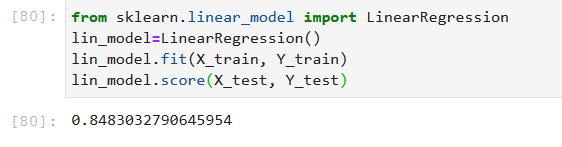 [80]: from sklearn.linear_model import LinearRegression
lin_model=LinearRegression()
lin_model.fit(X_train, Y_train)
lin_model.score(X_test, Y_test)
[80]: 0.8483032790645954